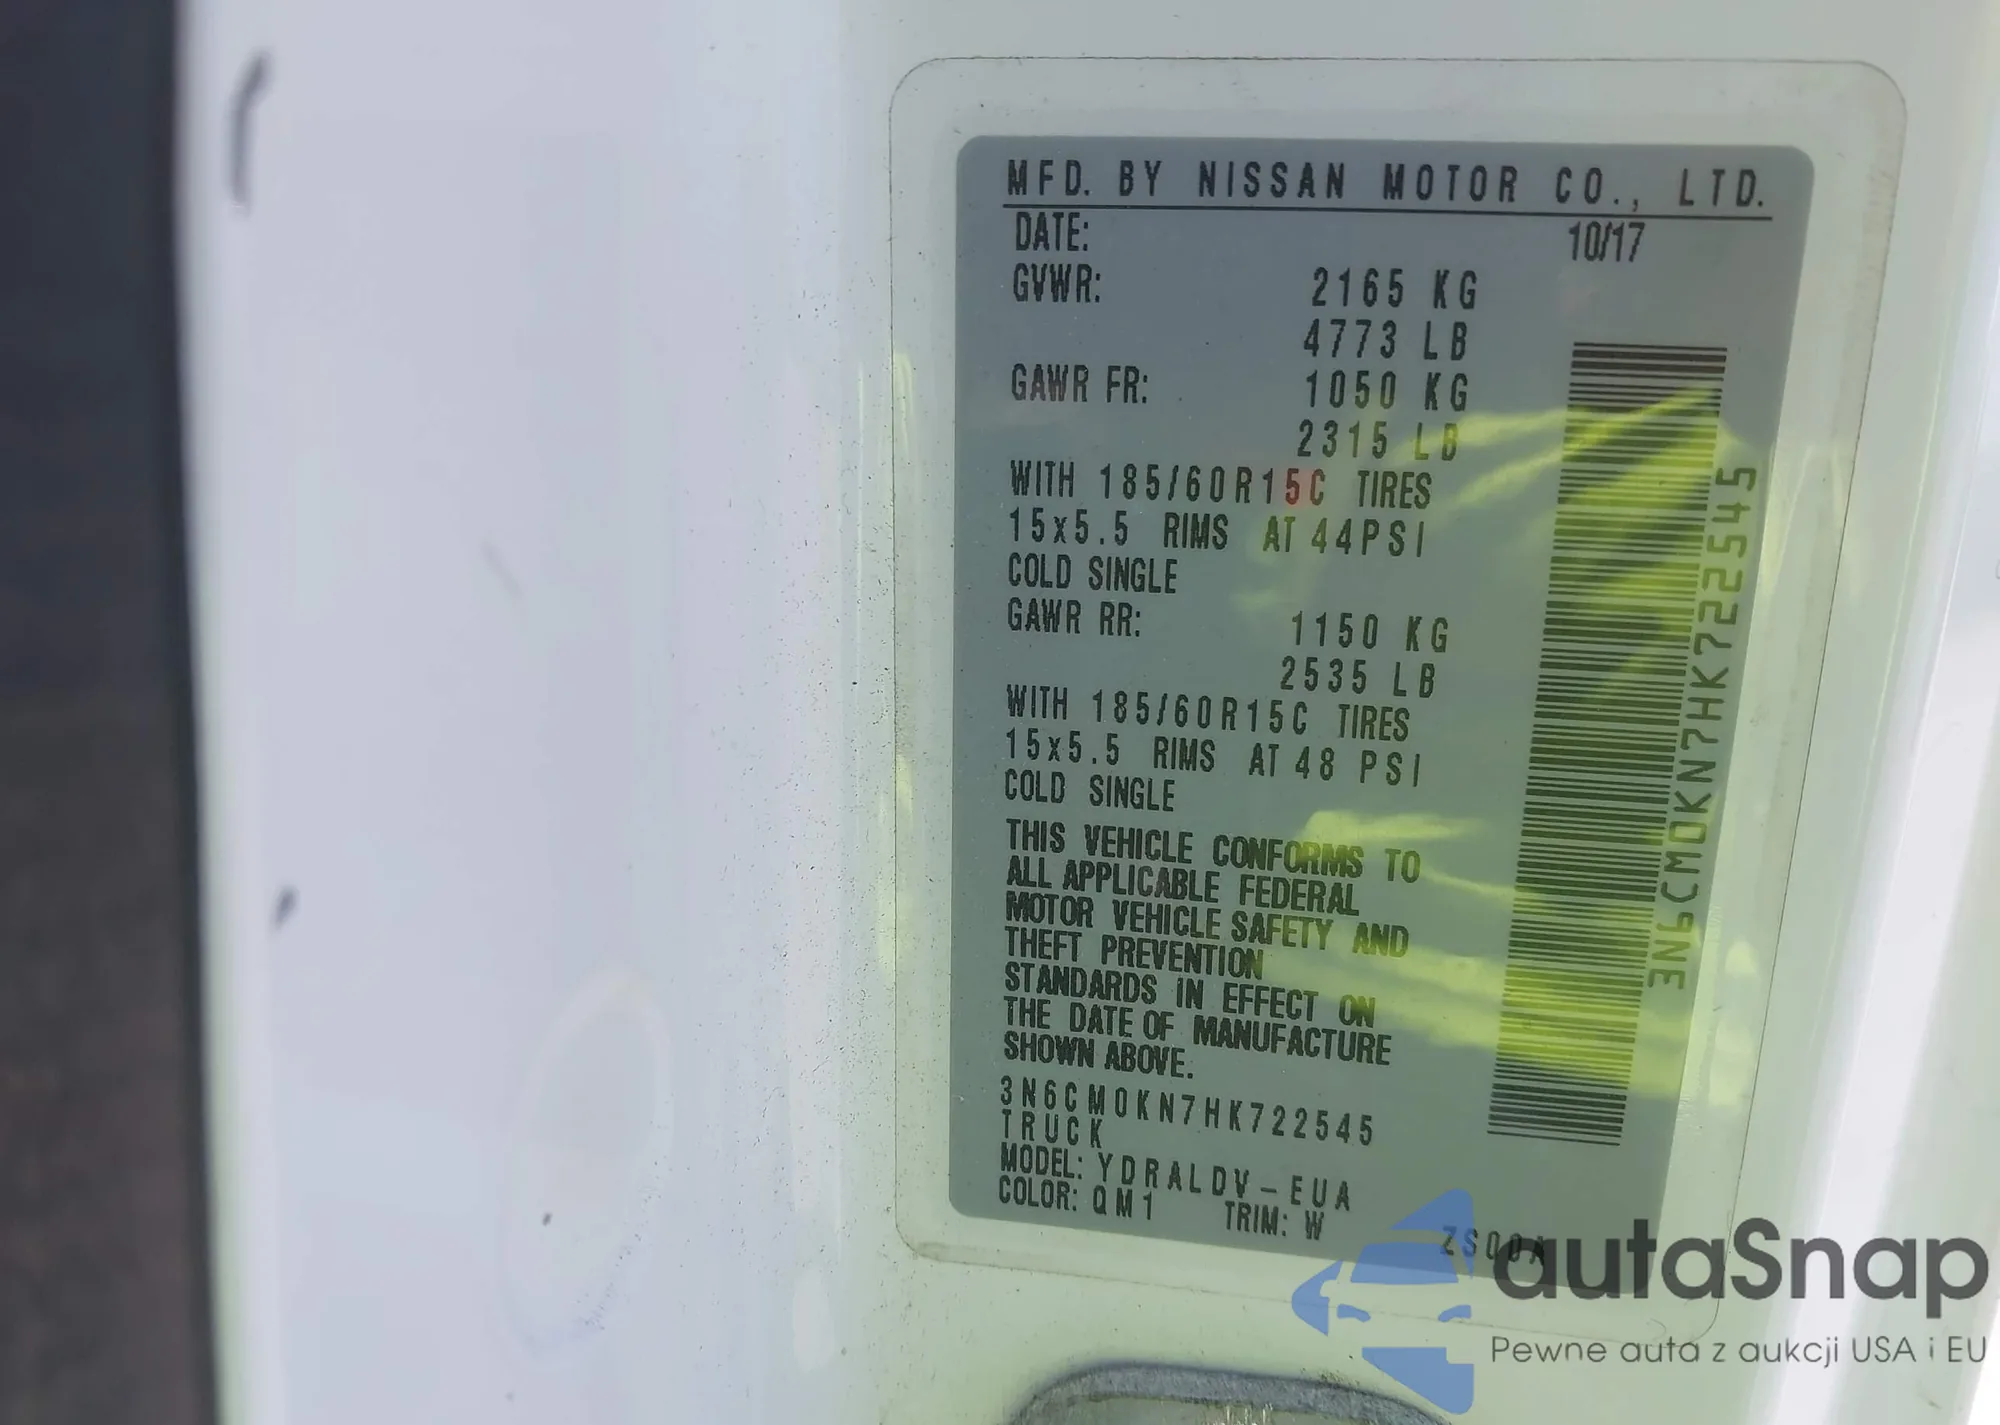 MFD. BY NISSAN MOTOR CO., LTD.
DATE: 10/17
GVWR: 2165 KG
4773 LB
GAWR FR: 1050 KG
2315 LB
WITH 185/60R15C TIRES
15x5.5 RIMS AT 44PSI
COLD SINGLE
GAWR RR: 1150 KG
2535 LB
WITH 185/60R15C TIRES
15x5.5 RIMS AT 48 PSI
COLD SINGLE
THIS VEHICLE CONFORMS TO
ALL APPLICABLE FEDERAL
MOTOR VEHICLE SAFETY AND
THEFT PREVENTION
STANDARDS IN EFFECT ON
THE DATE OF MANUFACTURE
SHOWN ABOVE.
3N6CM0KN7HK722545
TRUCK
MODEL: YDRALDV-EUA
COLOR: QM1 TRIM: W ZS00A
3N6CM0KN7HK722545
autaSnap
Pewne auta z aukcji USA i EU